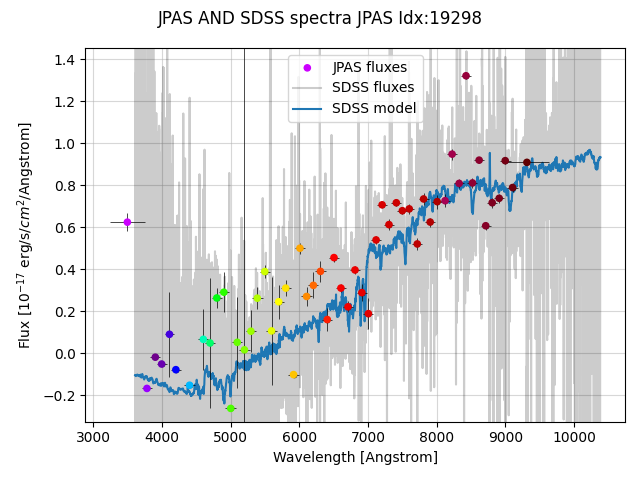 JPAS AND SDSS spectra JPAS Idx:19298
JPAS fluxes
SDSS fluxes
SDSS model
Flux [10⁻¹⁷ erg/s/cm²/Angstrom]
1.4
1.2
1.0
0.8
0.6
0.4
0.2
0.0
−0.2
3000 4000 5000 6000 7000 8000 9000 10000
Wavelength [Angstrom]